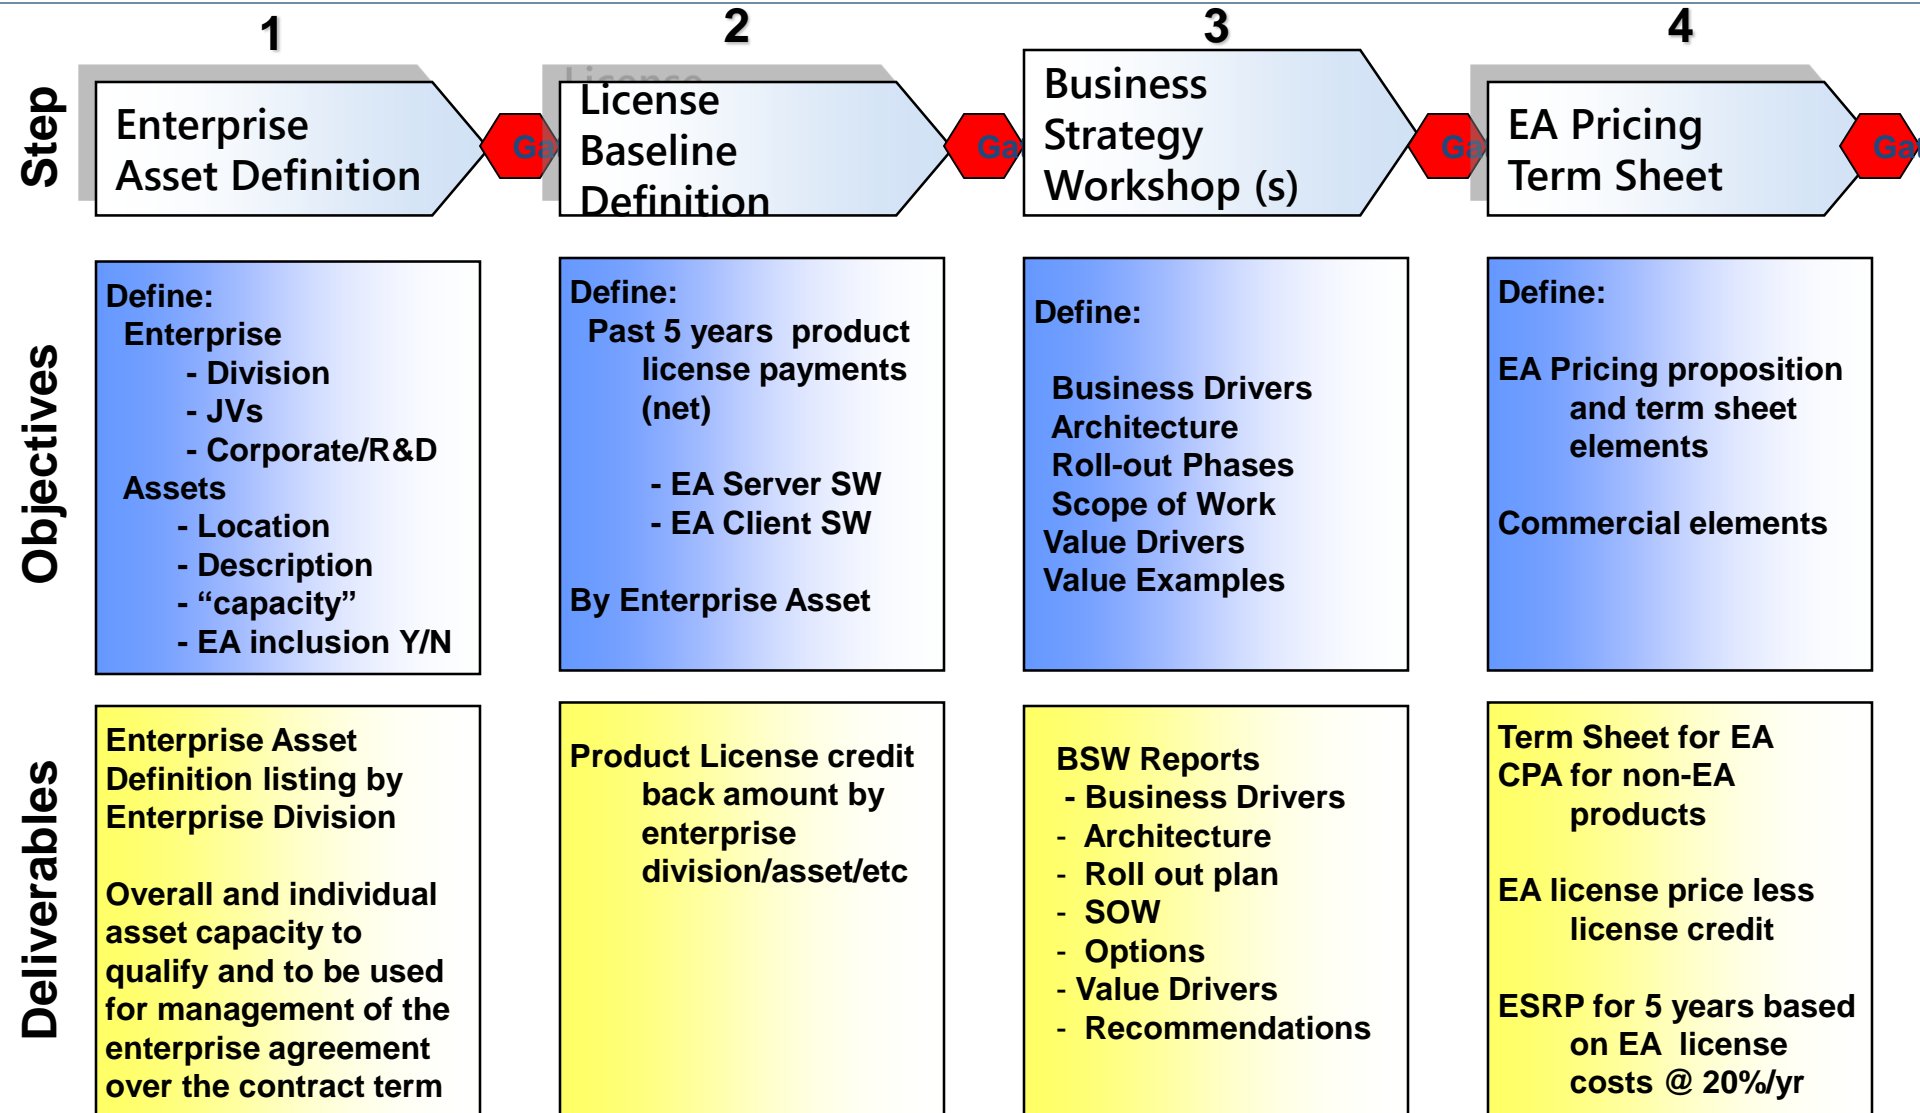 1
2
3
4
Step
Enterprise
Asset Definition
License
Baseline
Definition
Business
Strategy
Workshop (s)
EA Pricing
Term Sheet
Objectives
Define:
Enterprise
- Division
- JVs
- Corporate/R&D
Assets
- Location
- Description
- “capacity”
- EA inclusion Y/N
Define:
Past 5 years product
license payments
(net)
- EA Server SW
- EA Client SW
By Enterprise Asset
Define:
Business Drivers
Architecture
Roll-out Phases
Scope of Work
Value Drivers
Value Examples
Define:
EA Pricing proposition
and term sheet
elements
Commercial elements
Deliverables
Enterprise Asset
Definition listing by
Enterprise Division
Overall and individual
asset capacity to
qualify and to be used
for management of the
enterprise agreement
over the contract term
Product License credit
back amount by
enterprise
division/asset/etc
BSW Reports
- Business Drivers
- Architecture
- Roll out plan
- SOW
- Options
- Value Drivers
- Recommendations
Term Sheet for EA
CPA for non-EA
products
EA license price less
license credit
ESRP for 5 years based
on EA license
costs @ 20%/yr